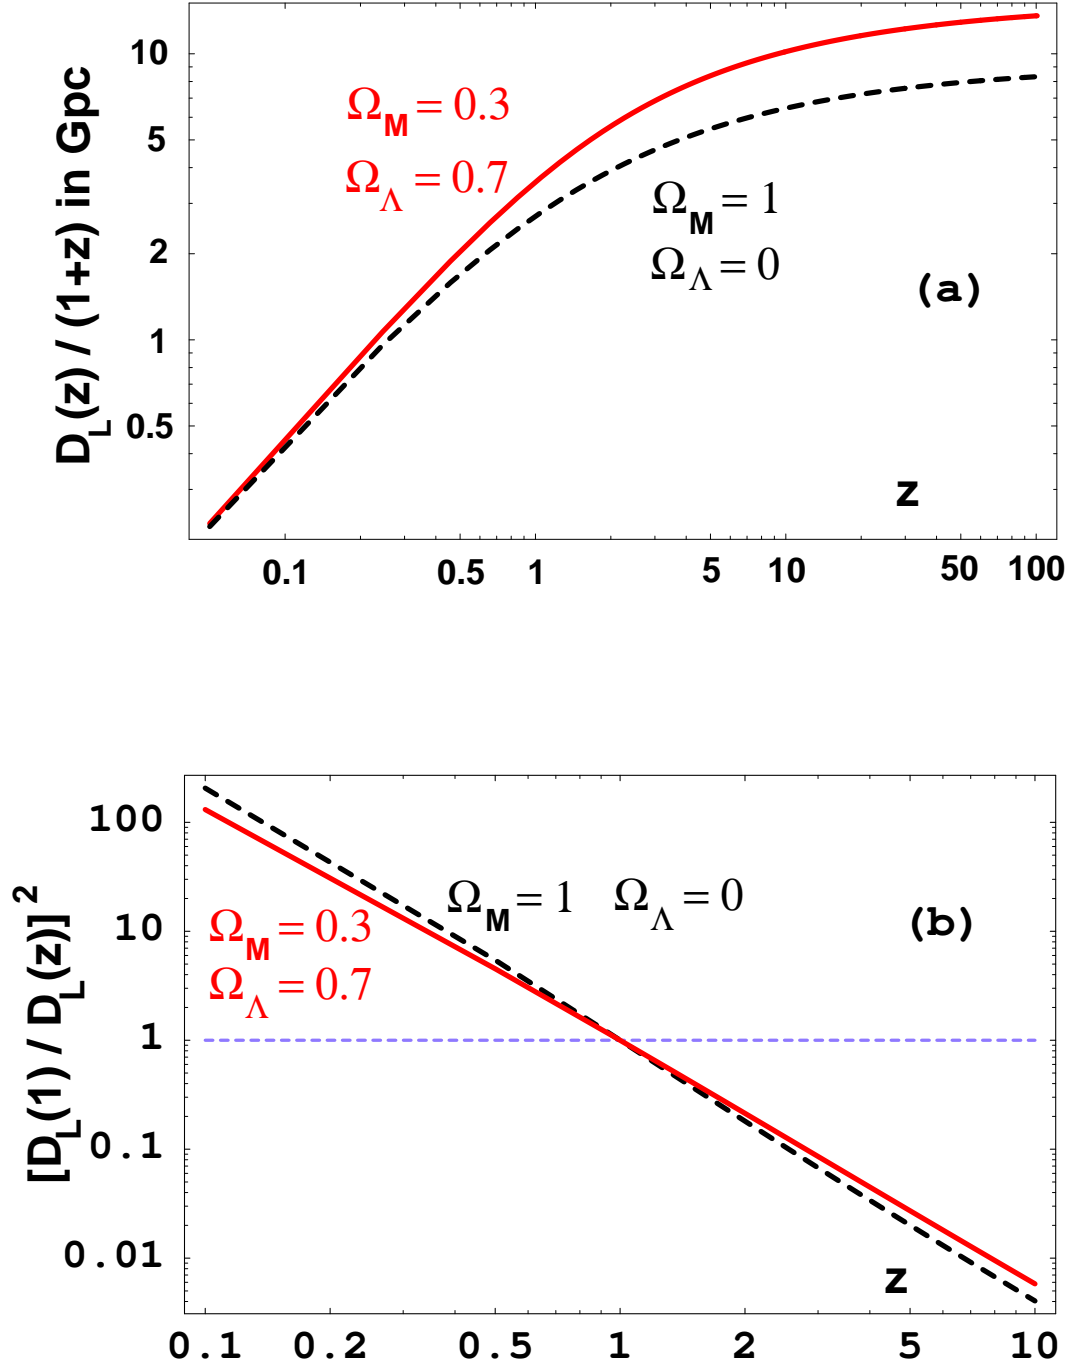 D_L(z) / (1+z) in Gpc
10
5
2
1
0.5
Ω_M = 0.3
Ω_Λ = 0.7
Ω_M = 1
Ω_Λ = 0
(a)
z
0.1 0.5 1 5 10 50 100
[D_L(1) / D_L(z)]²
100
10
1
0.1
0.01
Ω_M = 1 Ω_Λ = 0
Ω_M = 0.3
Ω_Λ = 0.7
(b)
z
0.1 0.2 0.5 1 2 5 10